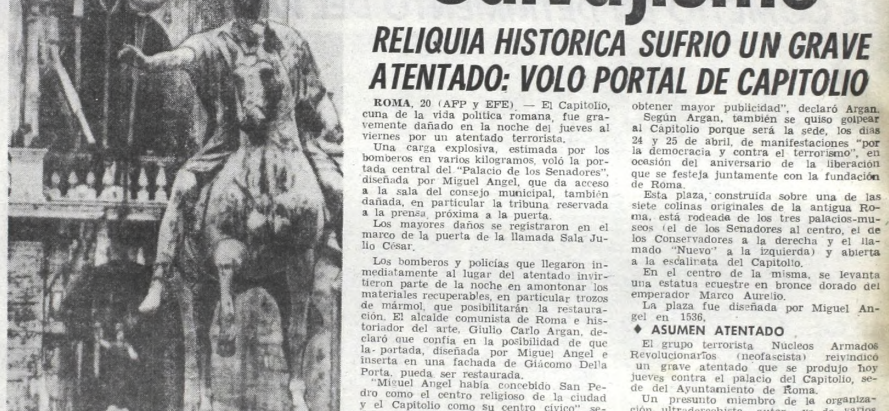 Salvajismo
RELIQUIA HISTORICA SUFRIO UN GRAVE
ATENTADO: VOLO PORTAL DE CAPITOLIO
ROMA, 20 (AFP y EFE) — El Capitolio,
cuna de la vida política romana, fue gra-
vemente dañado en la noche del jueves al
viernes por un atentado terrorista.
Una carga explosiva, estimada por los
bomberos en varios kilogramos, voló la por-
tada central del "Palacio de los Senadores",
diseñada por Miguel Angel, que da acceso
a la sala del consejo municipal, también
dañada, en particular la tribuna reservada
a la prensa, próxima a la puerta.
Los mayores daños se registraron en el
marco de la puerta de la llamada Sala Ju-
lio César.
Los bomberos y policías que llegaron in-
mediatamente al lugar del atentado invir-
tieron parte de la noche en amontonar los
materiales recuperables, en particular trozos
de mármol, que posibilitarán la restaura-
ción. El alcalde comunista de Roma e his-
toriador del arte, Giulio Carlo Argan, de-
claró que confía en la posibilidad de que
la- portada, diseñada por Miguel Angel e
inserta en una fachada de Giácomo Della
Porta, pueda ser restaurada.
"Miguel Angel había concebido San Pe-
dro como el centro religioso de la ciudad
y el Capitolio como su centro cívico", se-
obtener mayor publicidad", declaró Argan.
Según Argan, también se quiso golpear
al Capitolio porque será la sede, los días
24 y 25 de abril, de manifestaciones "por
la democracia y contra el terrorismo", en
ocasión del aniversario de la liberación
que se festeja juntamente con la fundación
de Roma.
Esta plaza, construida sobre una de las
siete colinas originales de la antigua Ro-
ma, está rodeada de los tres palacios-mu-
seos (el de los Senadores al centro, el de
los Conservadores a la derecha y el lla-
mado "Nuevo" a la izquierda) y abierta
a la escalinata del Capitolio.
En el centro de la misma, se levanta
una estatua ecuestre en bronce dorado del
emperador Marco Aurelio.
La plaza fue diseñada por Miguel An-
gel en 1536.
♦ ASUMEN ATENTADO
El grupo terrorista Nucleos Armados
Revolucionarios (neofascista) reivindicó
un grave atentado que se produjo hoy
jueves contra el palacio del Capitolio, se-
de del Ayuntamiento de Roma.
Un presunto miembro de la organiza-